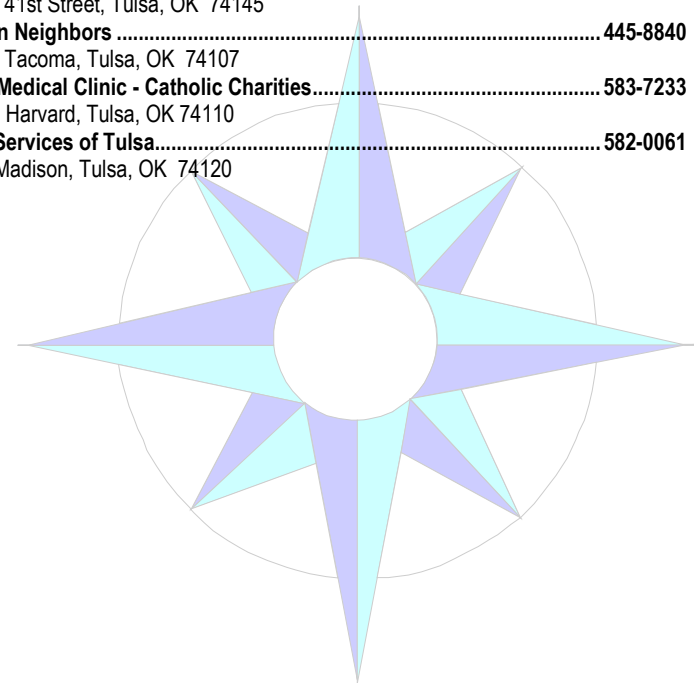 41st Street, Tulsa, OK 74145
n Neighbors ........................................................................................ 445-8840
Tacoma, Tulsa, OK 74107
Medical Clinic - Catholic Charities..................................................... 583-7233
Harvard, Tulsa, OK 74110
Services of Tulsa................................................................................. 582-0061
Madison, Tulsa, OK 74120